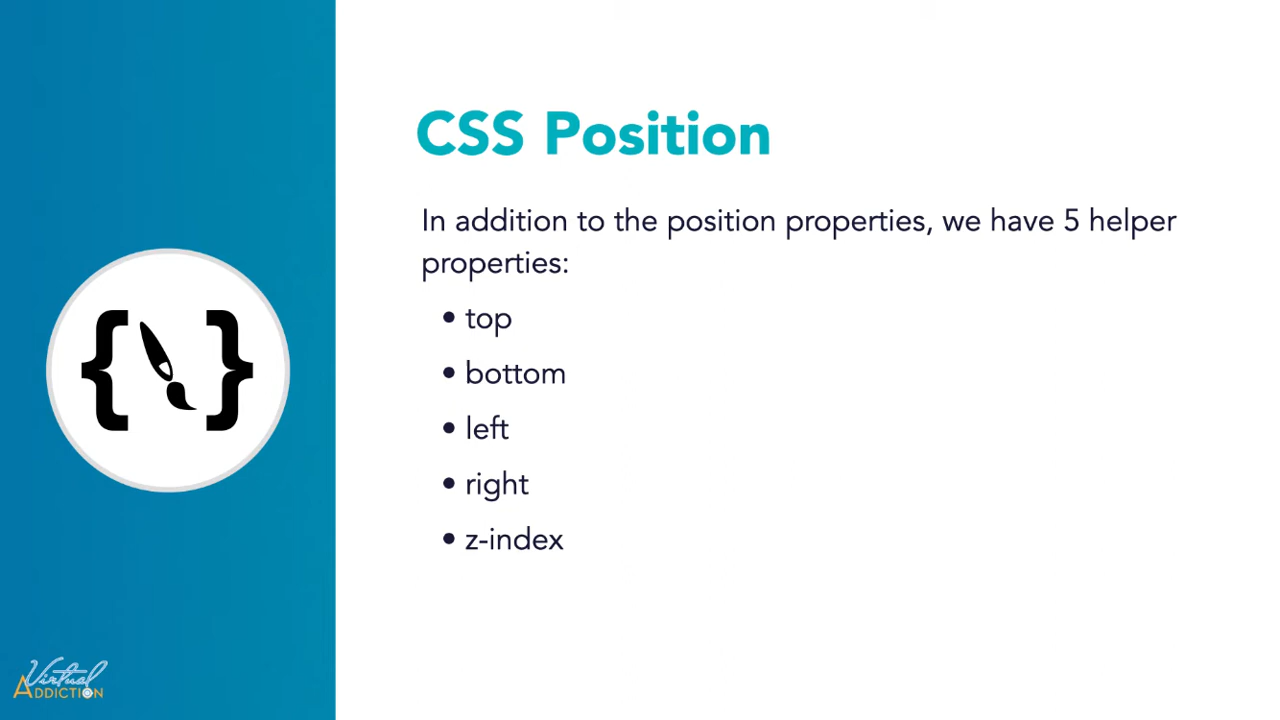 CSS Position
In addition to the position properties, we have 5 helper
properties:
• top
• bottom
• left
• right
• z-index
Virtual
ADDICTION